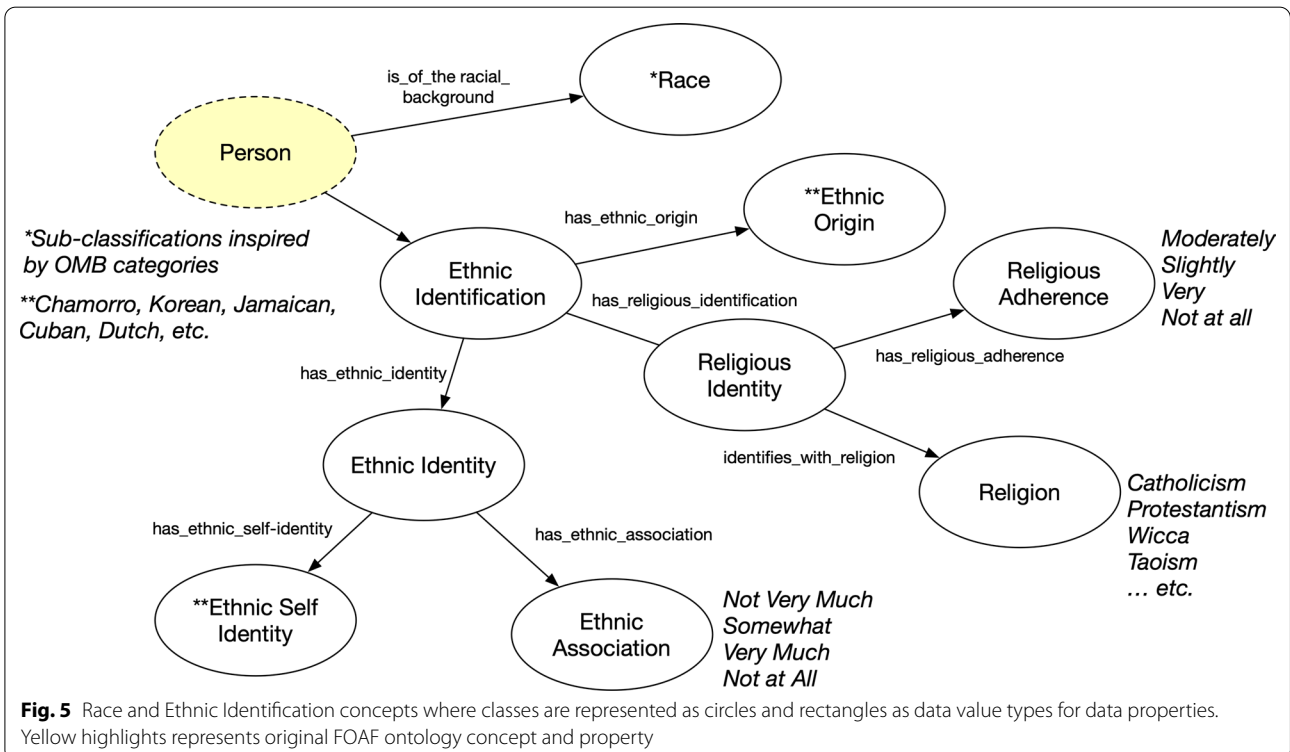 is_of_the racial_
background
*Race
Person
**Ethnic
Origin
has_ethnic_origin
*Sub-classifications inspired
by OMB categories
**Chamorro, Korean, Jamaican,
Cuban, Dutch, etc.
Ethnic
Identification
has_religious_identification
Religious
Adherence
Moderately
Slightly
Very
Not at all
has_religious_adherence
Religious
Identity
has_ethnic_identity
identifies_with_religion
Ethnic Identity
Religion
Catholicism
Protestantism
Wicca
Taoism
... etc.
has_ethnic_self-identity
has_ethnic_association
**Ethnic Self
Identity
Ethnic
Association
Not Very Much
Somewhat
Very Much
Not at All
Fig. 5 Race and Ethnic Identification concepts where classes are represented as circles and rectangles as data value types for data properties.
Yellow highlights represents original FOAF ontology concept and property